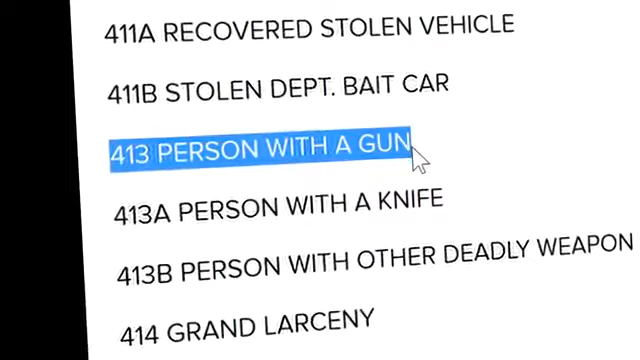 411A RECOVERED STOLEN VEHICLE
411B STOLEN DEPT. BAIT CAR
413 PERSON WITH A GUN
413A PERSON WITH A KNIFE
413B PERSON WITH OTHER DEADLY WEAPON
414 GRAND LARCENY